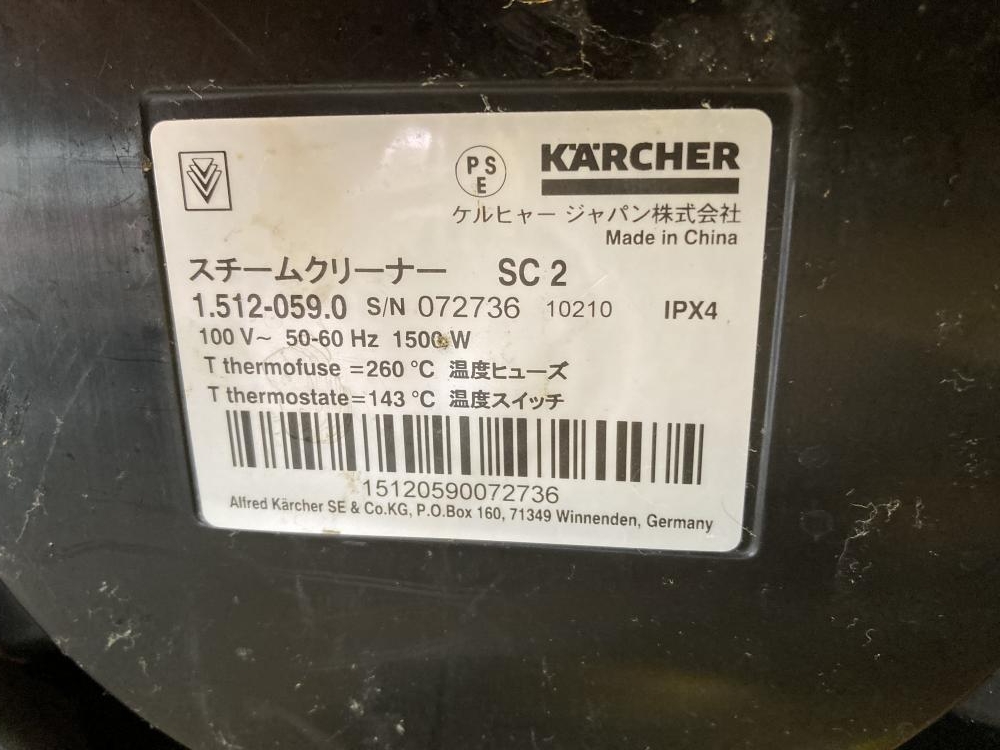 PS
E
KÄRCHER
ケルヒャー ジャパン株式会社
Made in China
スチームクリーナー SC 2
1.512-059.0 S/N 072736 10210 IPX4
100 V~ 50-60 Hz 1500 W
T thermofuse =260 °C 温度ヒューズ
T thermostate=143 °C 温度スイッチ
15120590072736
Alfred Kärcher SE & Co.KG, P.O.Box 160, 71349 Winnenden, Germany